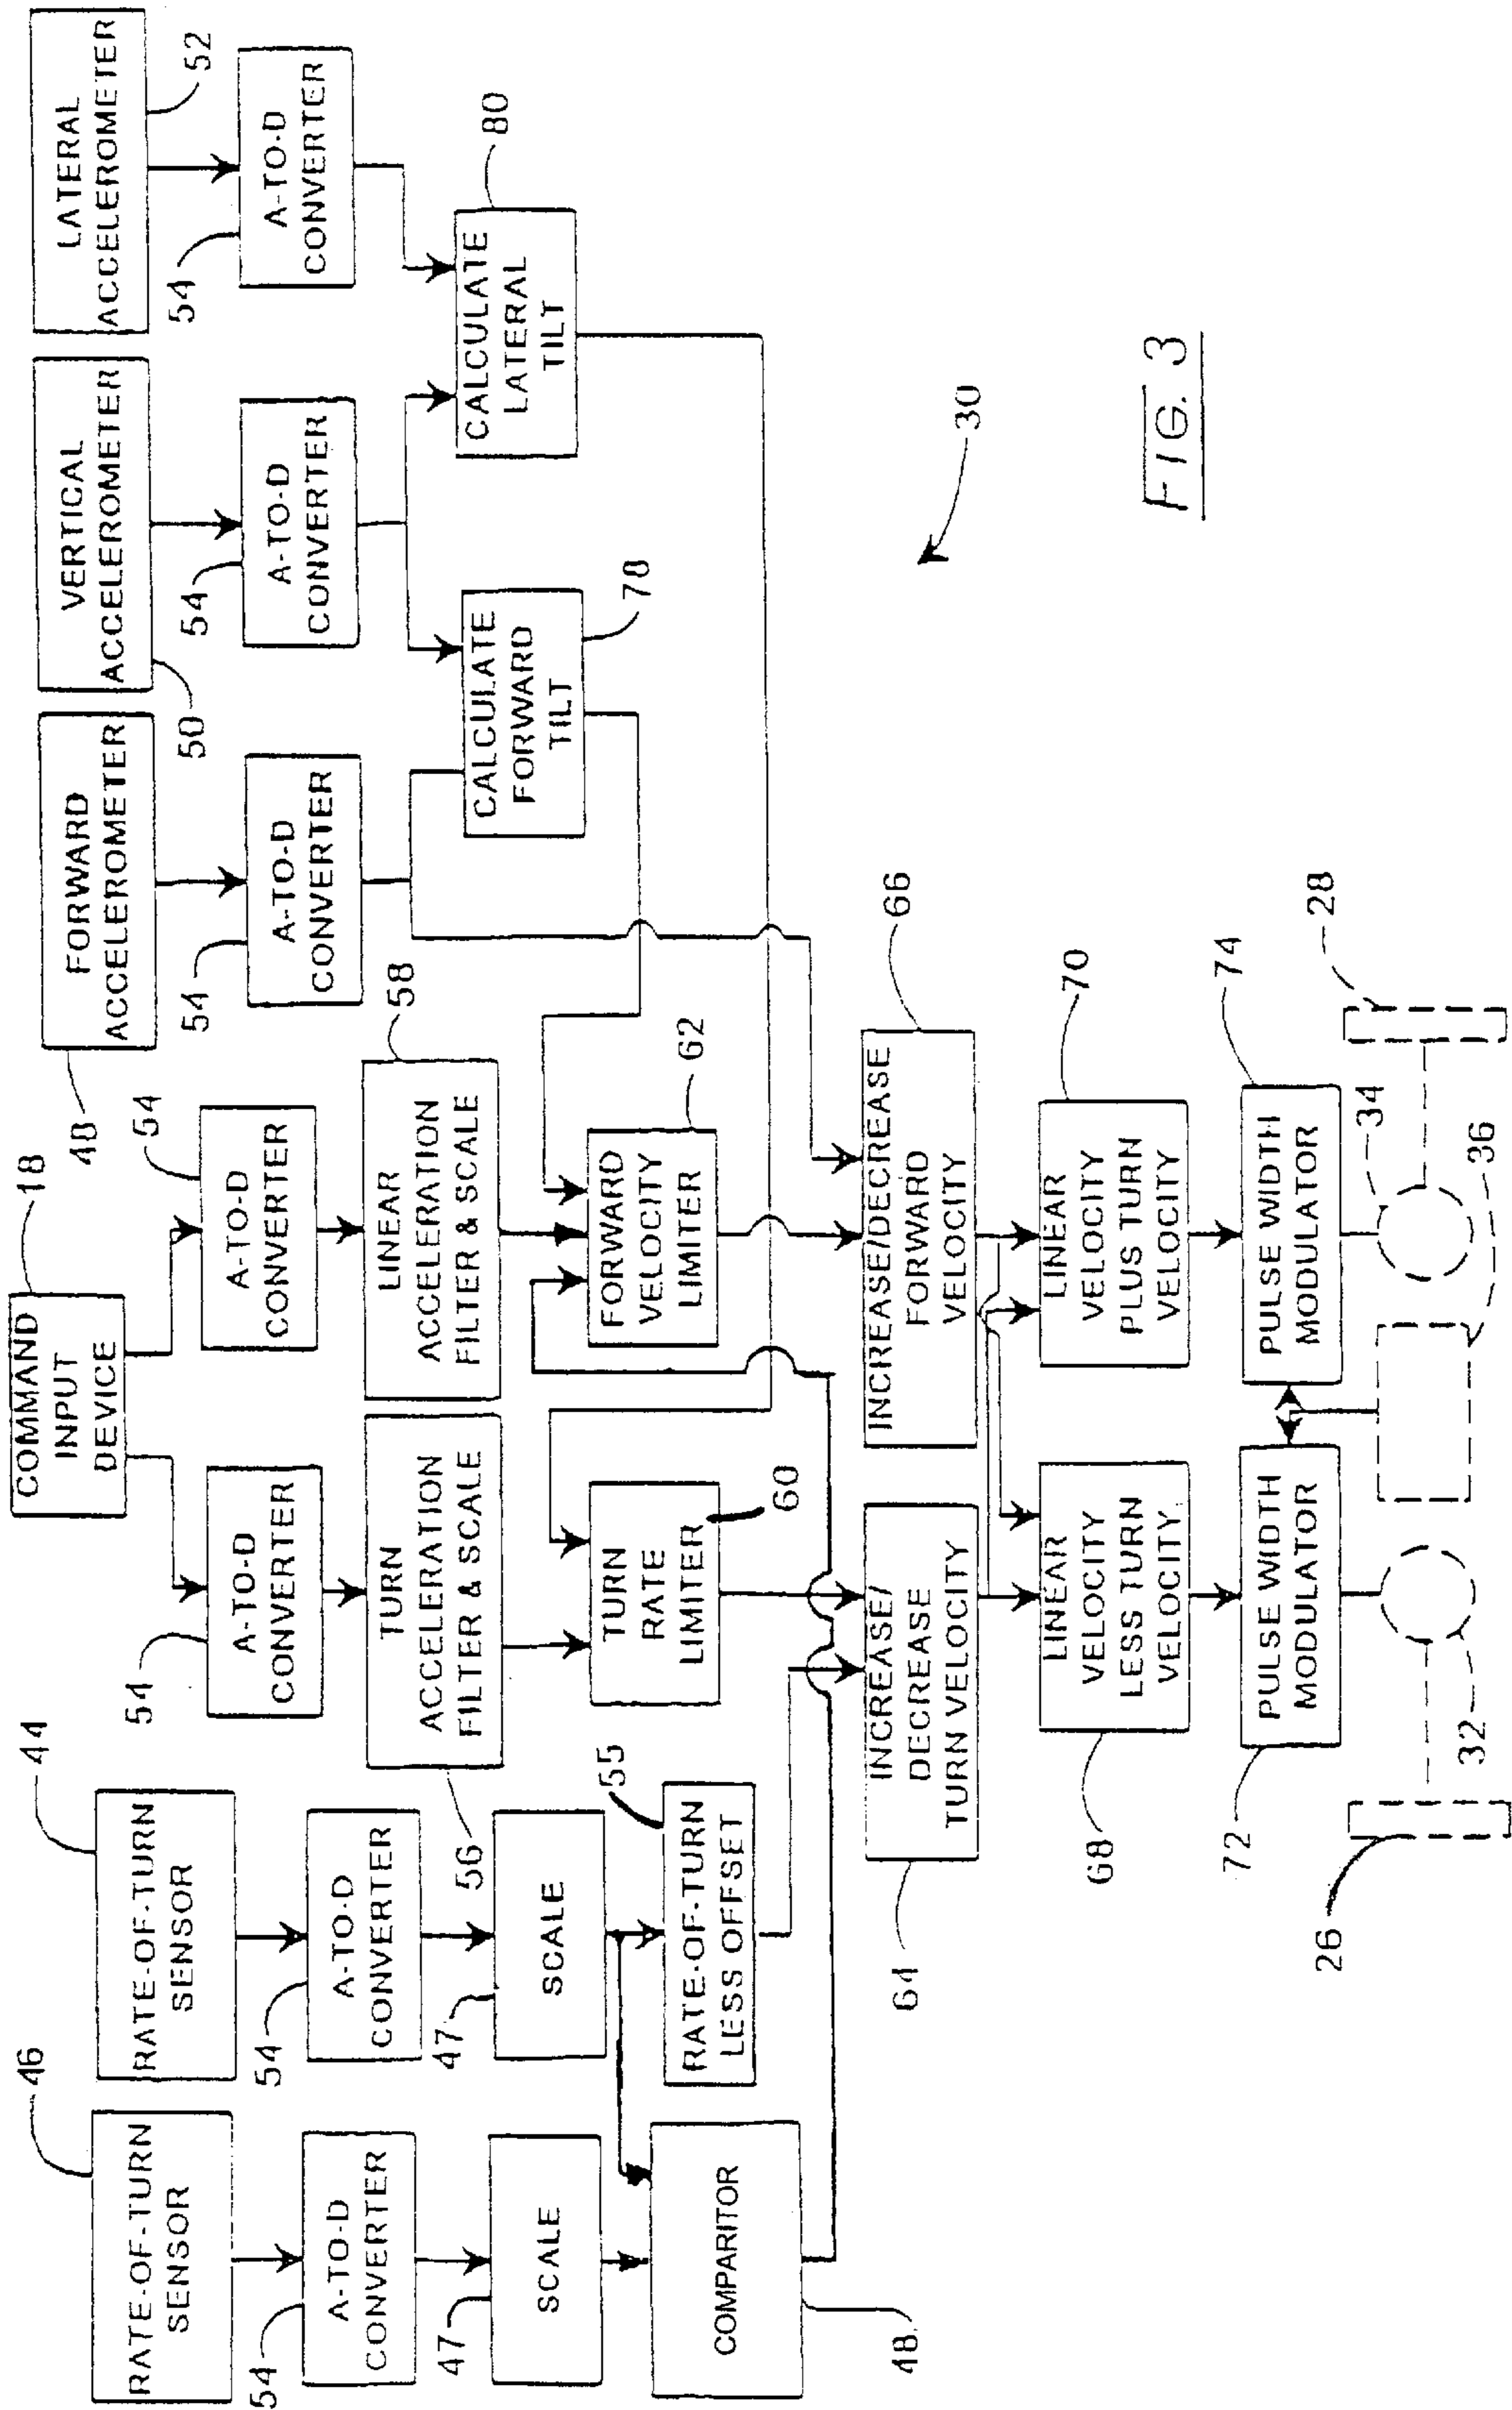 RATE-OF-TURN
SENSOR
46
RATE-OF-TURN
SENSOR
44
COMMAND
INPUT
DEVICE
18
FORWARD
ACCELEROMETER
48
VERTICAL
ACCELEROMETER
50
LATERAL
ACCELEROMETER
52
A-TO-D
CONVERTER
54
A-TO-D
CONVERTER
54
A-TO-D
CONVERTER
54
A-TO-D
CONVERTER
54
A-TO-D
CONVERTER
54
A-TO-D
CONVERTER
54
A-TO-D
CONVERTER
54
SCALE
47
SCALE
47
TURN
ACCELERATION
FILTER & SCALE
56
LINEAR
ACCELERATION
FILTER & SCALE
58
CALCULATE
FORWARD
TILT
78
CALCULATE
LATERAL
TILT
80
COMPARITOR
48
RATE-OF-TURN
LESS OFFSET
55
TURN
RATE
LIMITER
60
FORWARD
VELOCITY
LIMITER
62
INCREASE/
DECREASE
TURN VELOCITY
64
INCREASE/DECREASE
FORWARD
VELOCITY
66
30
LINEAR
VELOCITY
LESS TURN
VELOCITY
68
LINEAR
VELOCITY
PLUS TURN
VELOCITY
70
PULSE WIDTH
MODULATOR
72
PULSE WIDTH
MODULATOR
74
26
32
36
34
28
FIG. 3